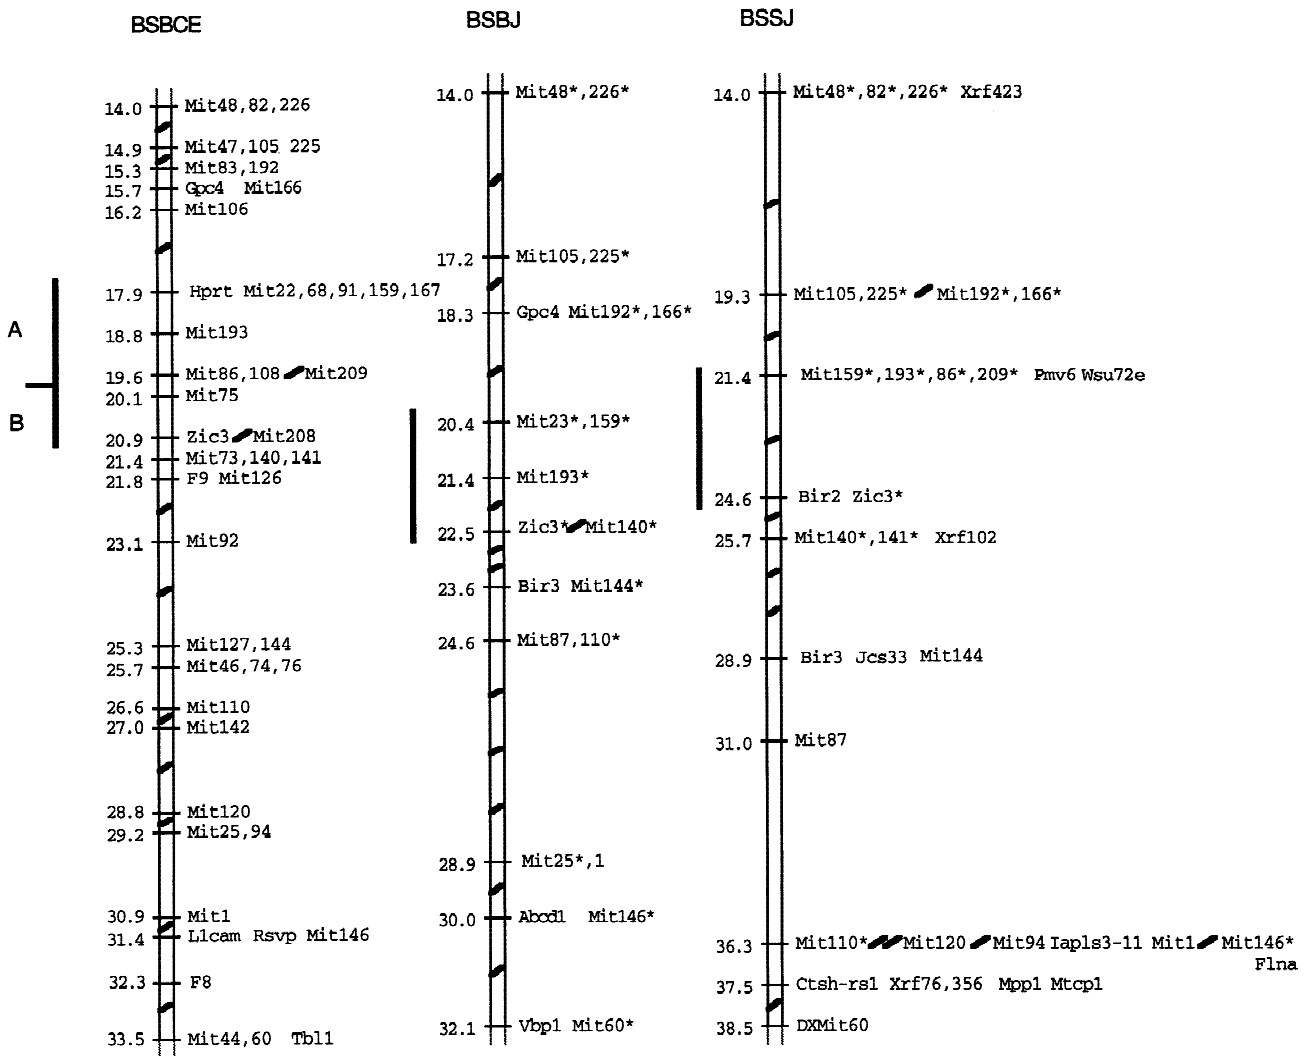 BSBCE
14.0 Mit48,82,226
14.9 Mit47,105 225
15.3 Mit83,192
15.7 Gpc4 Mit166
16.2 Mit106
17.9 Hprt Mit22,68,91,159,167
18.8 Mit193
19.6 Mit86,108 Mit209
20.1 Mit75
20.9 Zic3 Mit208
21.4 Mit73,140,141
21.8 F9 Mit126
23.1 Mit92
25.3 Mit127,144
25.7 Mit46,74,76
26.6 Mit110
27.0 Mit142
28.8 Mit120
29.2 Mit25,94
30.9 Mit1
31.4 L1cam Rsvp Mit146
32.3 F8
33.5 Mit44,60 Tbl1
A
B
BSBJ
14.0 Mit48*,226*
17.2 Mit105,225*
18.3 Gpc4 Mit192*,166*
20.4 Mit23*,159*
21.4 Mit193*
22.5 Zic3* Mit140*
23.6 Bir3 Mit144*
24.6 Mit87,110*
28.9 Mit25*,1
30.0 Abcd1 Mit146*
32.1 Vbp1 Mit60*
BSSJ
14.0 Mit48*,82*,226* Xrf423
19.3 Mit105,225* Mit192*,166*
21.4 Mit159*,193*,86*,209* Pmv6 Wsu72e
24.6 Bir2 Zic3*
25.7 Mit140*,141* Xrf102
28.9 Bir3 Jcs33 Mit144
31.0 Mit87
36.3 Mit110* Mit120 Mit94 Iapls3-11 Mit1 Mit146*
Flna
37.5 Ctsh-rs1 Xrf76,356 Mpp1 Mtcp1
38.5 DXMit60